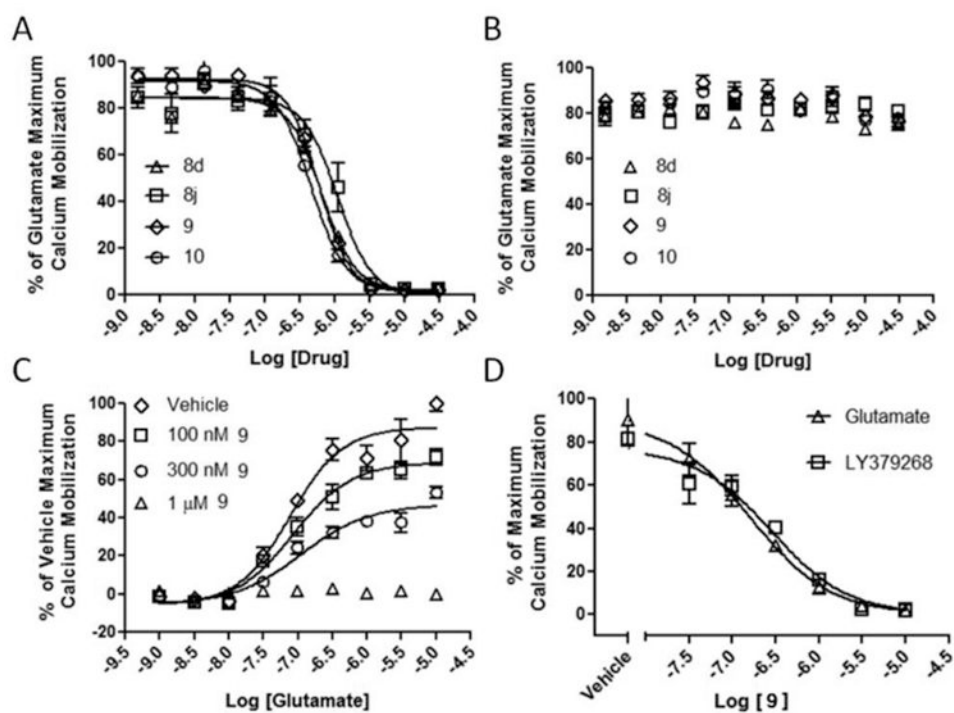 A
% of Glutamate Maximum
Calcium Mobilization
100
80
60
40
20
0
8d
8j
9
10
-9.0 -8.5 -8.0 -7.5 -7.0 -6.5 -6.0 -5.5 -5.0 -4.5 -4.0
Log [Drug]
B
% of Glutamate Maximum
Calcium Mobilization
100
80
60
40
20
0
8d
8j
9
10
-9.0 -8.5 -8.0 -7.5 -7.0 -6.5 -6.0 -5.5 -5.0 -4.5 -4.0
Log [Drug]
C
% of Vehicle Maximum
Calcium Mobilization
100
80
60
40
20
0
-20
Vehicle
100 nM 9
300 nM 9
1 μM 9
-9.5 -9.0 -8.5 -8.0 -7.5 -7.0 -6.5 -6.0 -5.5 -5.0 -4.5
Log [Glutamate]
D
% of Maximum
Calcium Mobilization
100
80
60
40
20
0
Glutamate
LY379268
Vehicle -7.5 -7.0 -6.5 -6.0 -5.5 -5.0 -4.5
Log [9]